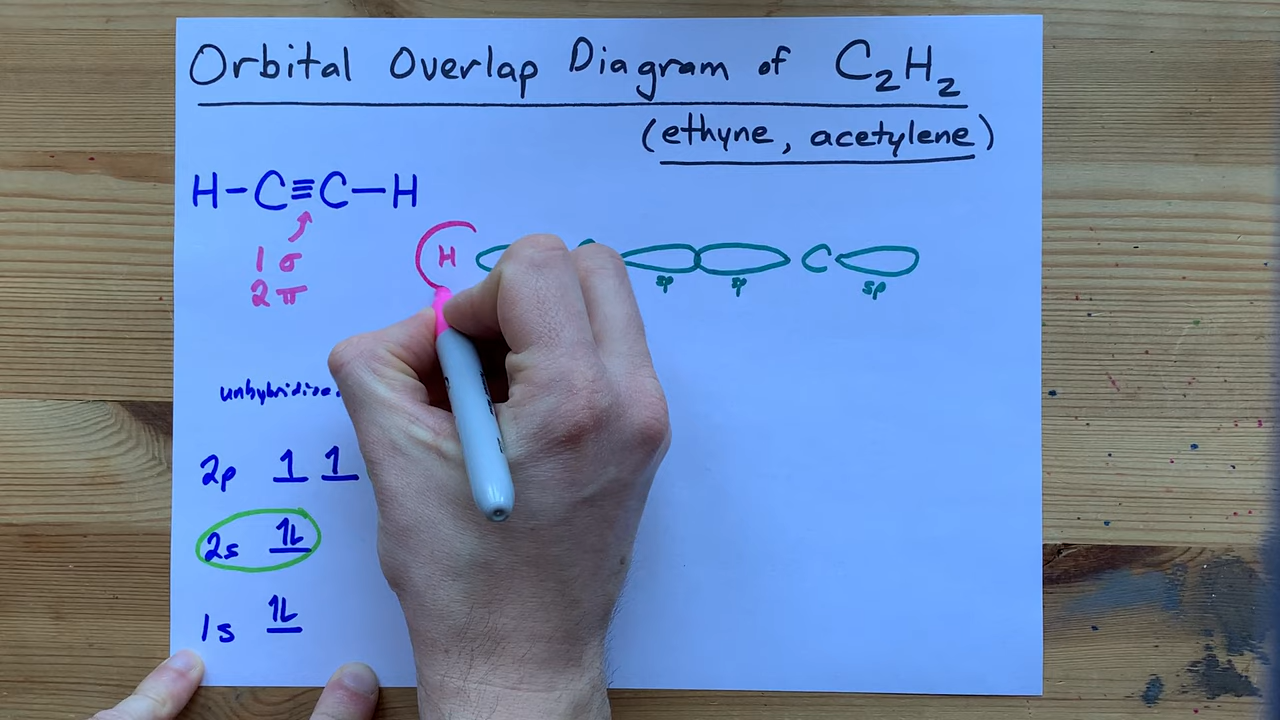 Orbital Overlap Diagram of C₂H₂
(ethyne, acetylene)
H-C≡C-H
1 σ
2 π
H C
sp sp sp
2p 1 1
2s 1L
1s 1L